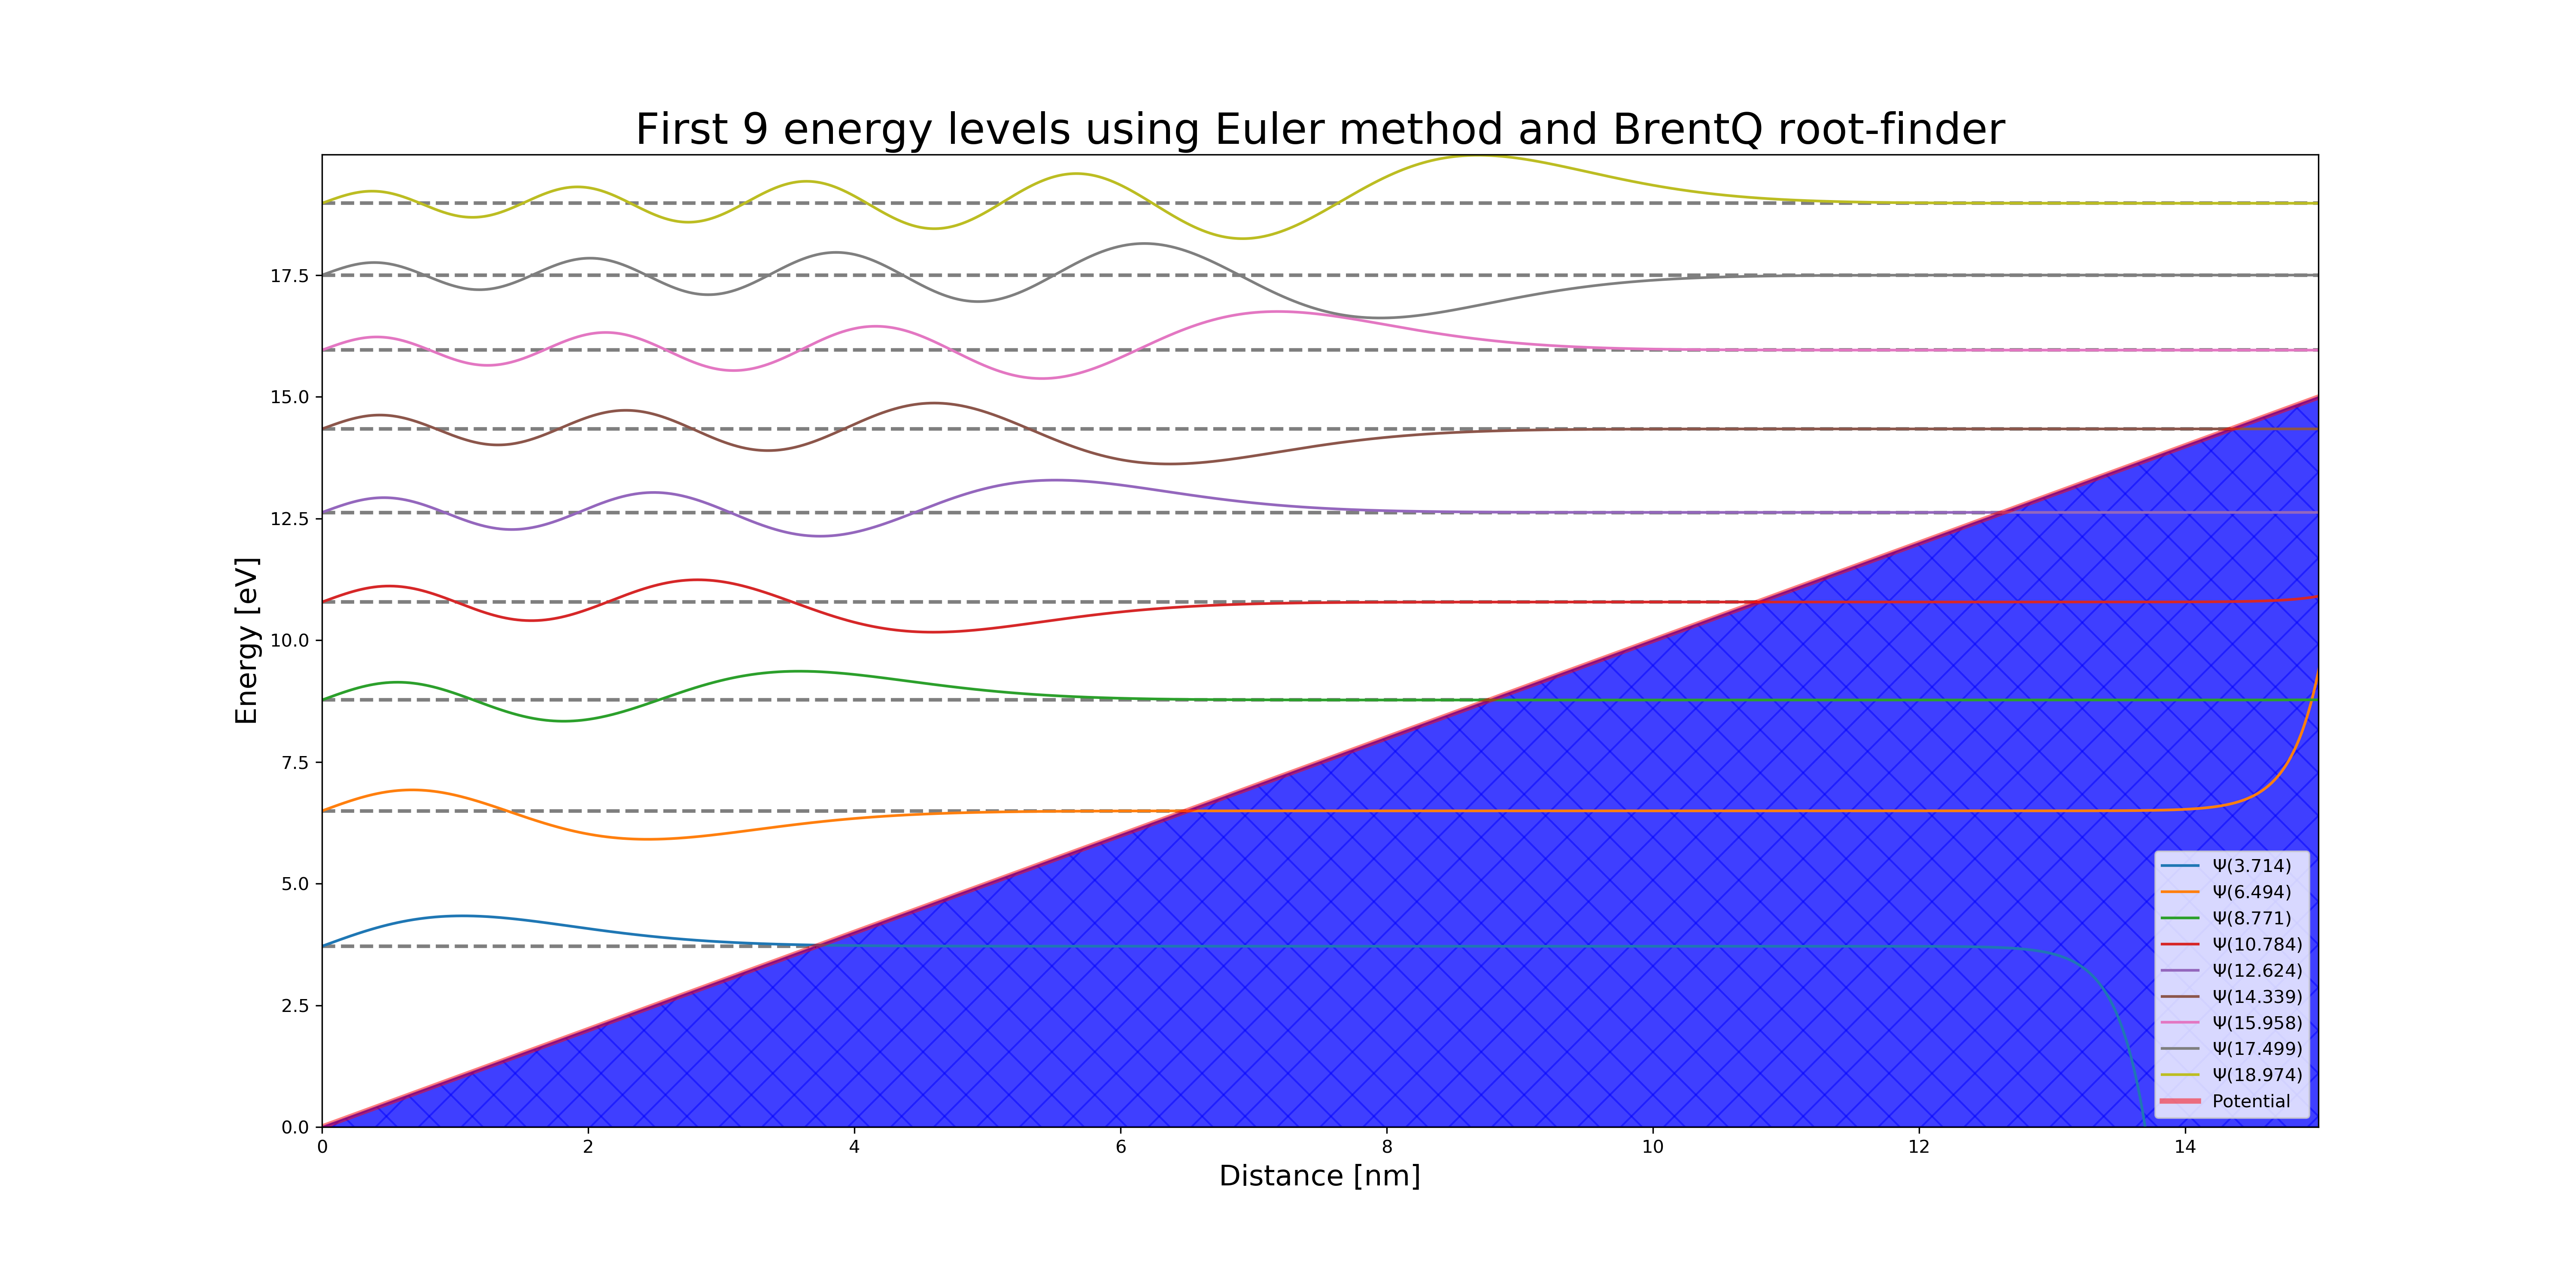 First 9 energy levels using Euler method and BrentQ root-finder
Energy [eV]
17.5
15.0
12.5
10.0
7.5
5.0
2.5
0.0
0 2 4 6 8 10 12 14
Distance [nm]
Ψ(3.714)
Ψ(6.494)
Ψ(8.771)
Ψ(10.784)
Ψ(12.624)
Ψ(14.339)
Ψ(15.958)
Ψ(17.499)
Ψ(18.974)
Potential